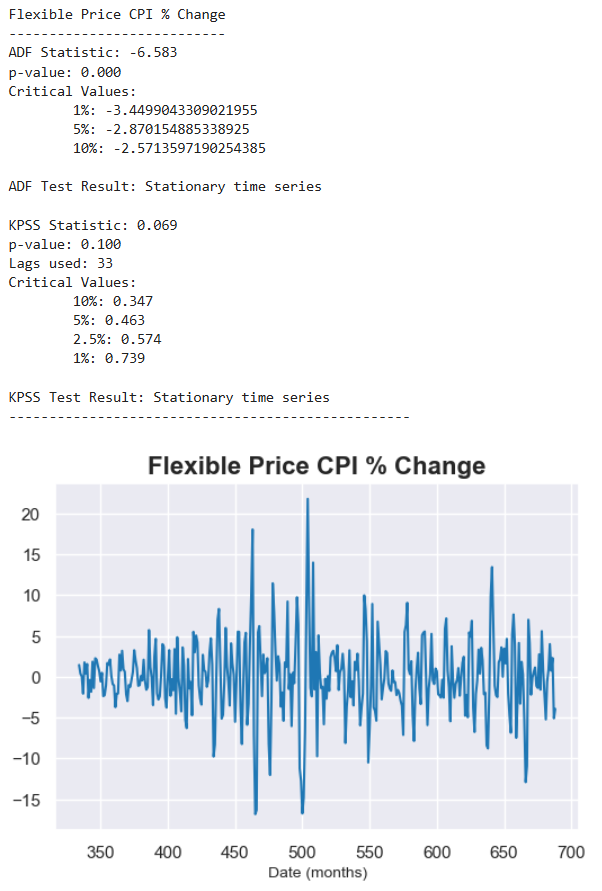 Flexible Price CPI % Change
---------------------------
ADF Statistic: -6.583
p-value: 0.000
Critical Values:
1%: -3.4499043309021955
5%: -2.870154885338925
10%: -2.5713597190254385
ADF Test Result: Stationary time series
KPSS Statistic: 0.069
p-value: 0.100
Lags used: 33
Critical Values:
10%: 0.347
5%: 0.463
2.5%: 0.574
1%: 0.739
KPSS Test Result: Stationary time series
--------------------------------------------------
Flexible Price CPI % Change
20
15
10
5
0
−5
−10
−15
350 400 450 500 550 600 650 700
Date (months)